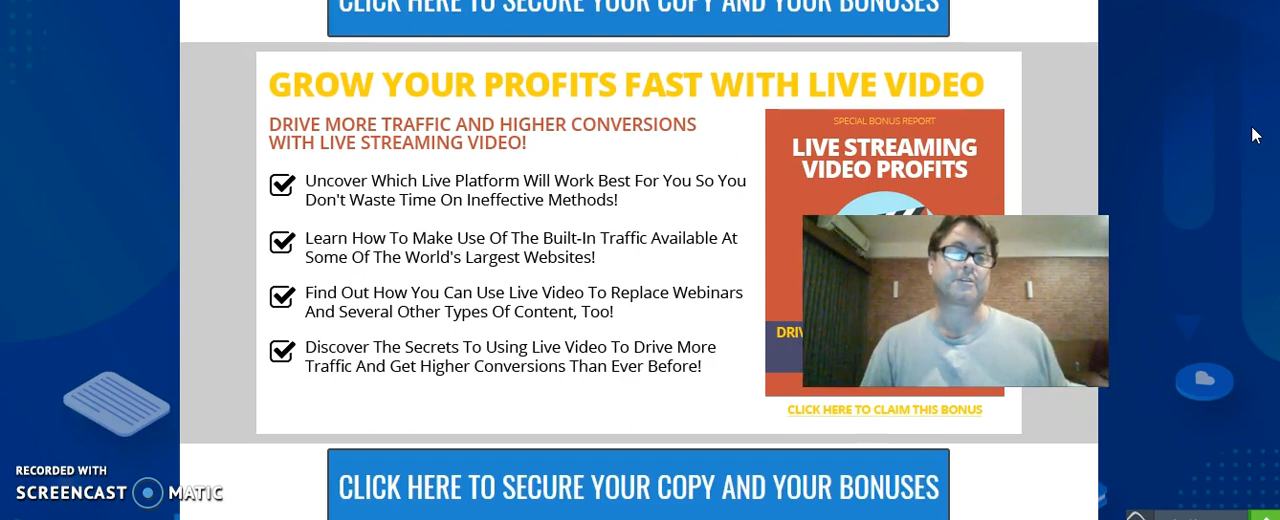 CLICK HERE TO SECURE YOUR COPY AND YOUR BONUSES
GROW YOUR PROFITS FAST WITH LIVE VIDEO
DRIVE MORE TRAFFIC AND HIGHER CONVERSIONS
WITH LIVE STREAMING VIDEO!
Uncover Which Live Platform Will Work Best For You So You
Don't Waste Time On Ineffective Methods!
Learn How To Make Use Of The Built-In Traffic Available At
Some Of The World's Largest Websites!
Find Out How You Can Use Live Video To Replace Webinars
And Several Other Types Of Content, Too!
Discover The Secrets To Using Live Video To Drive More
Traffic And Get Higher Conversions Than Ever Before!
SPECIAL BONUS REPORT
LIVE STREAMING
VIDEO PROFITS
CLICK HERE TO CLAIM THIS BONUS
CLICK HERE TO SECURE YOUR COPY AND YOUR BONUSES
RECORDED WITH
SCREENCAST MATIC